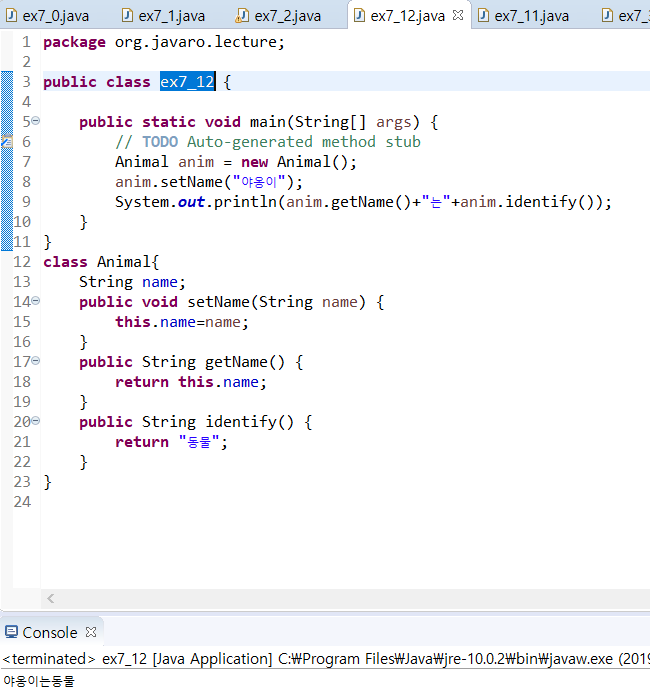 ex7_0.java ex7_1.java ex7_2.java ex7_12.java ex7_11.java
1 package org.javaro.lecture;
2
3 public class ex7_12 {
4
5 public static void main(String[] args) {
6 // TODO Auto-generated method stub
7 Animal anim = new Animal();
8 anim.setName("야옹이");
9 System.out.println(anim.getName()+"는"+anim.identify());
10 }
11 }
12 class Animal{
13 String name;
14 public void setName(String name) {
15 this.name=name;
16 }
17 public String getName() {
18 return this.name;
19 }
20 public String identify() {
21 return "동물";
22 }
23 }
24
Console
<terminated> ex7_12 [Java Application] C:₩Program Files₩Java₩jre-10.0.2₩bin₩javaw.exe (2019
야옹이는동물